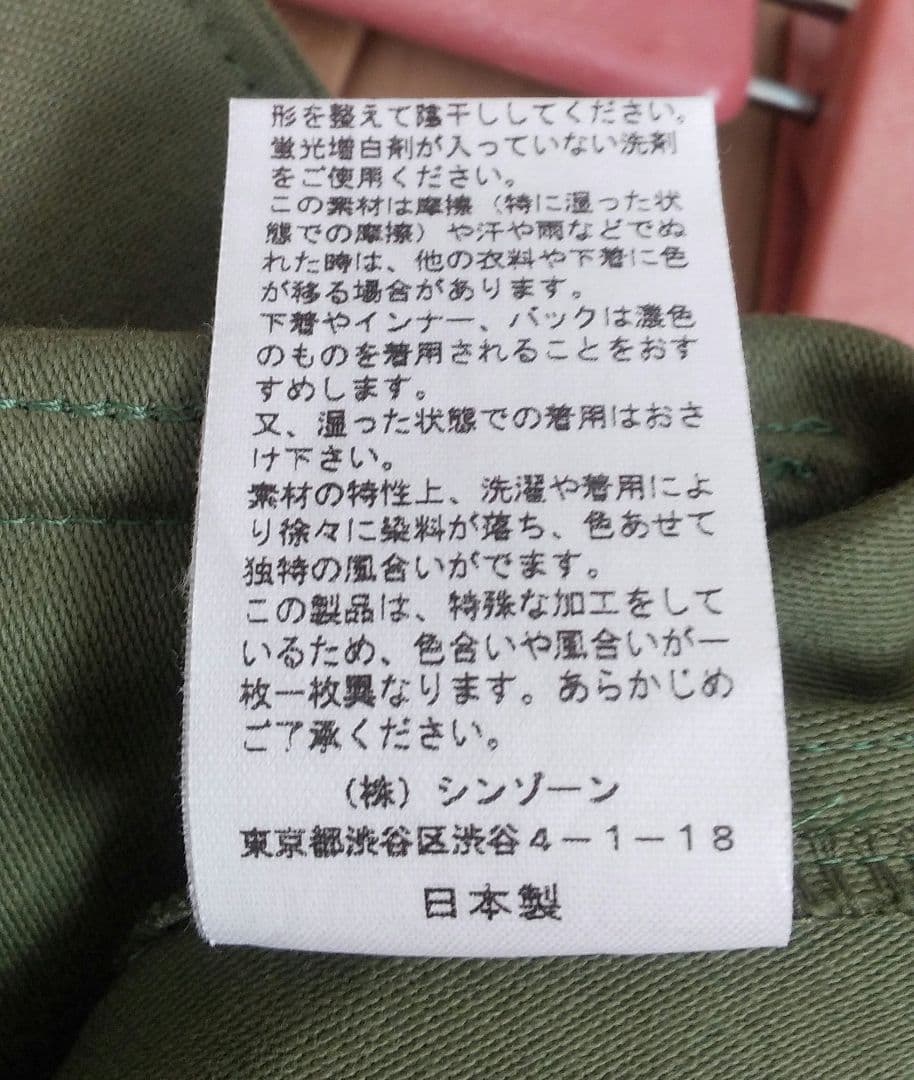 形を整えて陰干ししてください。
蛍光増白剤が入っていない洗剤
をご使用ください。
この素材は摩擦（特に湿った状
態での摩擦）や汗や雨などでぬ
れた時は、他の衣料や下着に色
が移る場合があります。
下着やインナー、バックは濃色
のものを着用されることをおす
すめします。
又、湿った状態での着用はおさ
け下さい。
素材の特性上、洗濯や着用によ
り徐々に染料が落ち、色あせて
独特の風合いがでます。
この製品は、特殊な加工をして
いるため、色合いや風合いが一
枚一枚異なります。あらかじめ
ご了承ください。
（株）シンゾーン
東京都渋谷区渋谷4－1－18
日本製